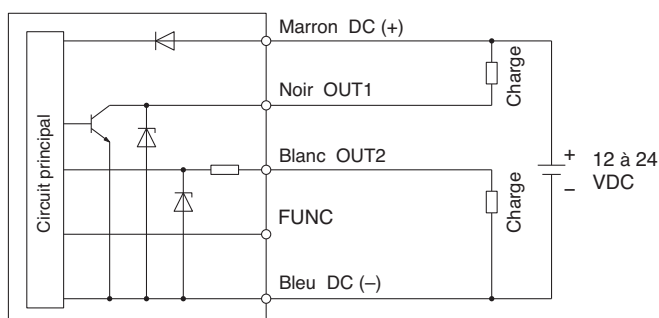 Circuit principal
Marron DC (+)
Noir OUT1
Charge
Blanc OUT2
Charge
FUNC
Bleu DC (–)
+
–
12 à 24
VDC